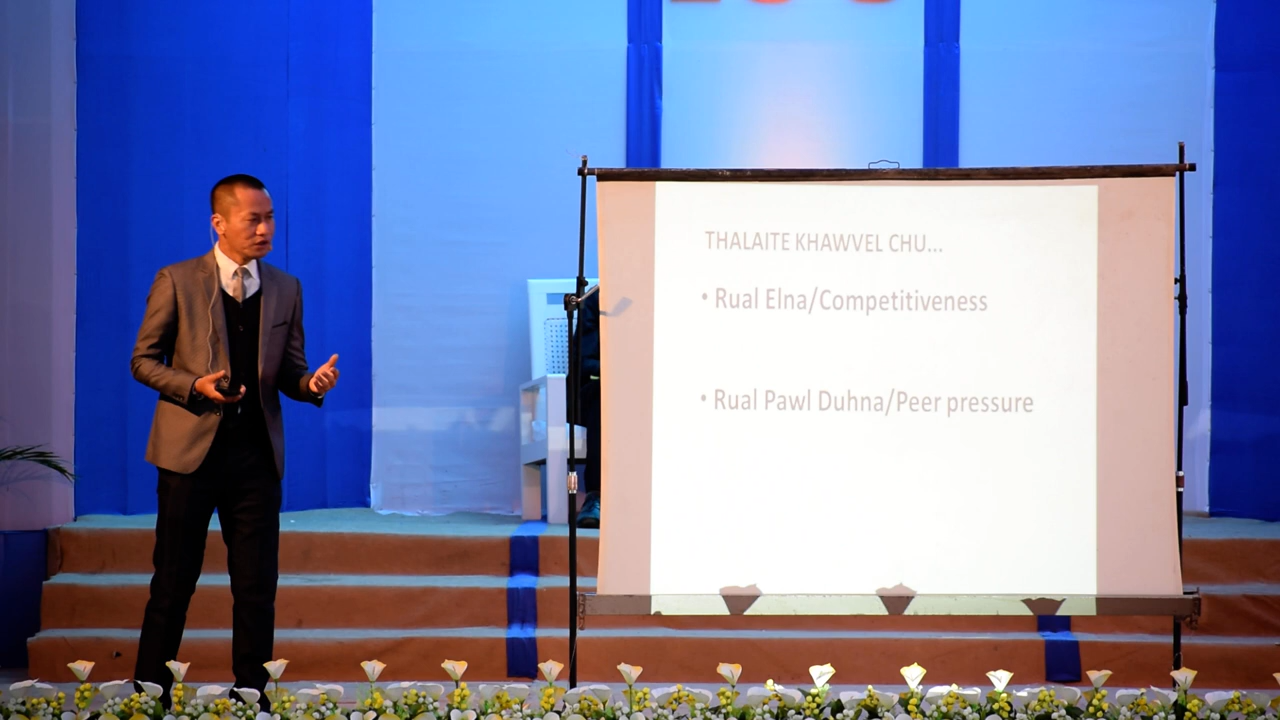 THALAITE KHAWVEL CHU...
• Rual Elna/Competitiveness
• Rual Pawl Duhna/Peer pressure